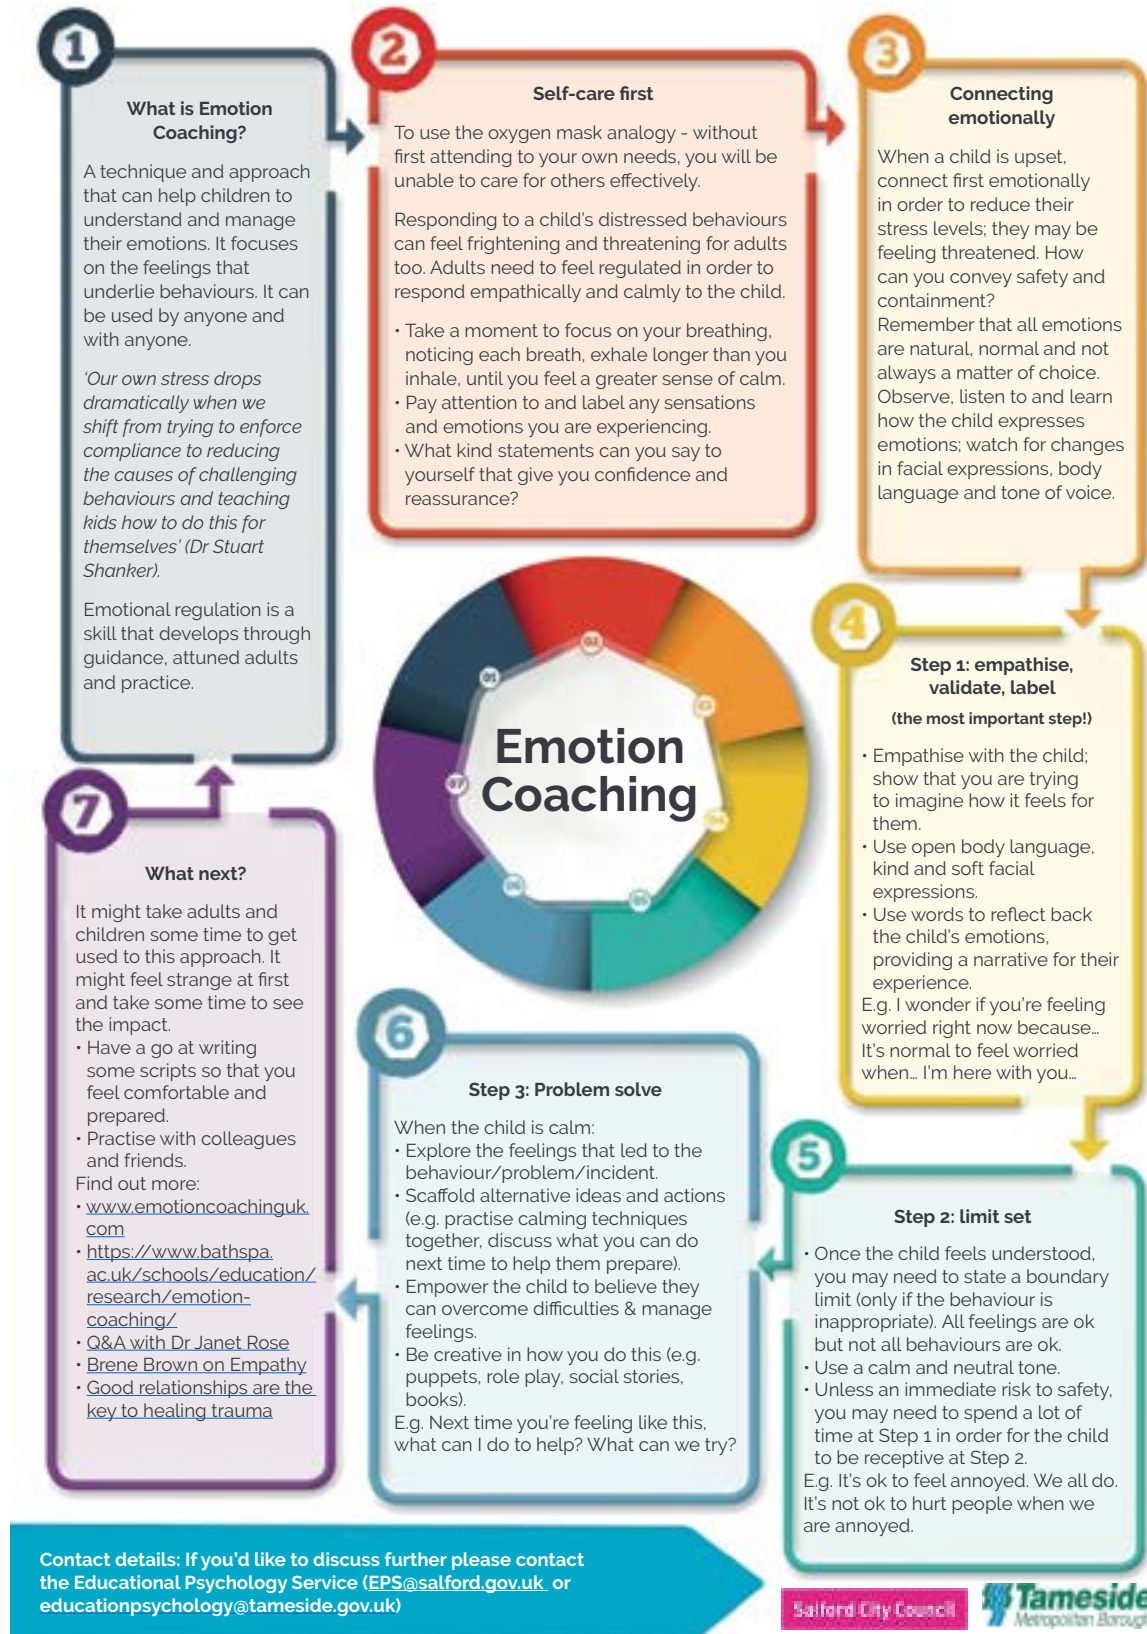 1
What is Emotion
Coaching?
A technique and approach
that can help children to
understand and manage
their emotions. It focuses
on the feelings that
underlie behaviours. It can
be used by anyone and
with anyone.
‘Our own stress drops
dramatically when we
shift from trying to enforce
compliance to reducing
the causes of challenging
behaviours and teaching
kids how to do this for
themselves’ (Dr Stuart
Shanker).
Emotional regulation is a
skill that develops through
guidance, attuned adults
and practice.
2
Self-care first
To use the oxygen mask analogy - without
first attending to your own needs, you will be
unable to care for others effectively.
Responding to a child’s distressed behaviours
can feel frightening and threatening for adults
too. Adults need to feel regulated in order to
respond empathically and calmly to the child.
• Take a moment to focus on your breathing,
noticing each breath, exhale longer than you
inhale, until you feel a greater sense of calm.
• Pay attention to and label any sensations
and emotions you are experiencing.
• What kind statements can you say to
yourself that give you confidence and
reassurance?
3
Connecting
emotionally
When a child is upset,
connect first emotionally
in order to reduce their
stress levels; they may be
feeling threatened. How
can you convey safety and
containment?
Remember that all emotions
are natural, normal and not
always a matter of choice.
Observe, listen to and learn
how the child expresses
emotions; watch for changes
in facial expressions, body
language and tone of voice.
Emotion
Coaching
01
02
03
04
05
06
07
4
Step 1: empathise,
validate, label
(the most important step!)
• Empathise with the child;
show that you are trying
to imagine how it feels for
them.
• Use open body language,
kind and soft facial
expressions.
• Use words to reflect back
the child’s emotions,
providing a narrative for their
experience.
E.g. I wonder if you’re feeling
worried right now because…
It’s normal to feel worried
when… I’m here with you…
5
Step 2: limit set
• Once the child feels understood,
you may need to state a boundary
limit (only if the behaviour is
inappropriate). All feelings are ok
but not all behaviours are ok.
• Use a calm and neutral tone.
• Unless an immediate risk to safety,
you may need to spend a lot of
time at Step 1 in order for the child
to be receptive at Step 2.
E.g. It’s ok to feel annoyed. We all do.
It’s not ok to hurt people when we
are annoyed.
6
Step 3: Problem solve
When the child is calm:
• Explore the feelings that led to the
behaviour/problem/incident.
• Scaffold alternative ideas and actions
(e.g. practise calming techniques
together, discuss what you can do
next time to help them prepare).
• Empower the child to believe they
can overcome difficulties & manage
feelings.
• Be creative in how you do this (e.g.
puppets, role play, social stories,
books).
E.g. Next time you’re feeling like this,
what can I do to help? What can we try?
7
What next?
It might take adults and
children some time to get
used to this approach. It
might feel strange at first
and take some time to see
the impact.
• Have a go at writing
some scripts so that you
feel comfortable and
prepared.
• Practise with colleagues
and friends.
Find out more:
• www.emotioncoachinguk.
com
• https://www.bathspa.
ac.uk/schools/education/
research/emotion-
coaching/
• Q&A with Dr Janet Rose
• Brene Brown on Empathy
• Good relationships are the
key to healing trauma
Contact details: If you’d like to discuss further please contact
the Educational Psychology Service (EPS@salford.gov.uk or
educationpsychology@tameside.gov.uk)
Salford City Council
Tameside
Metropolitan Borough